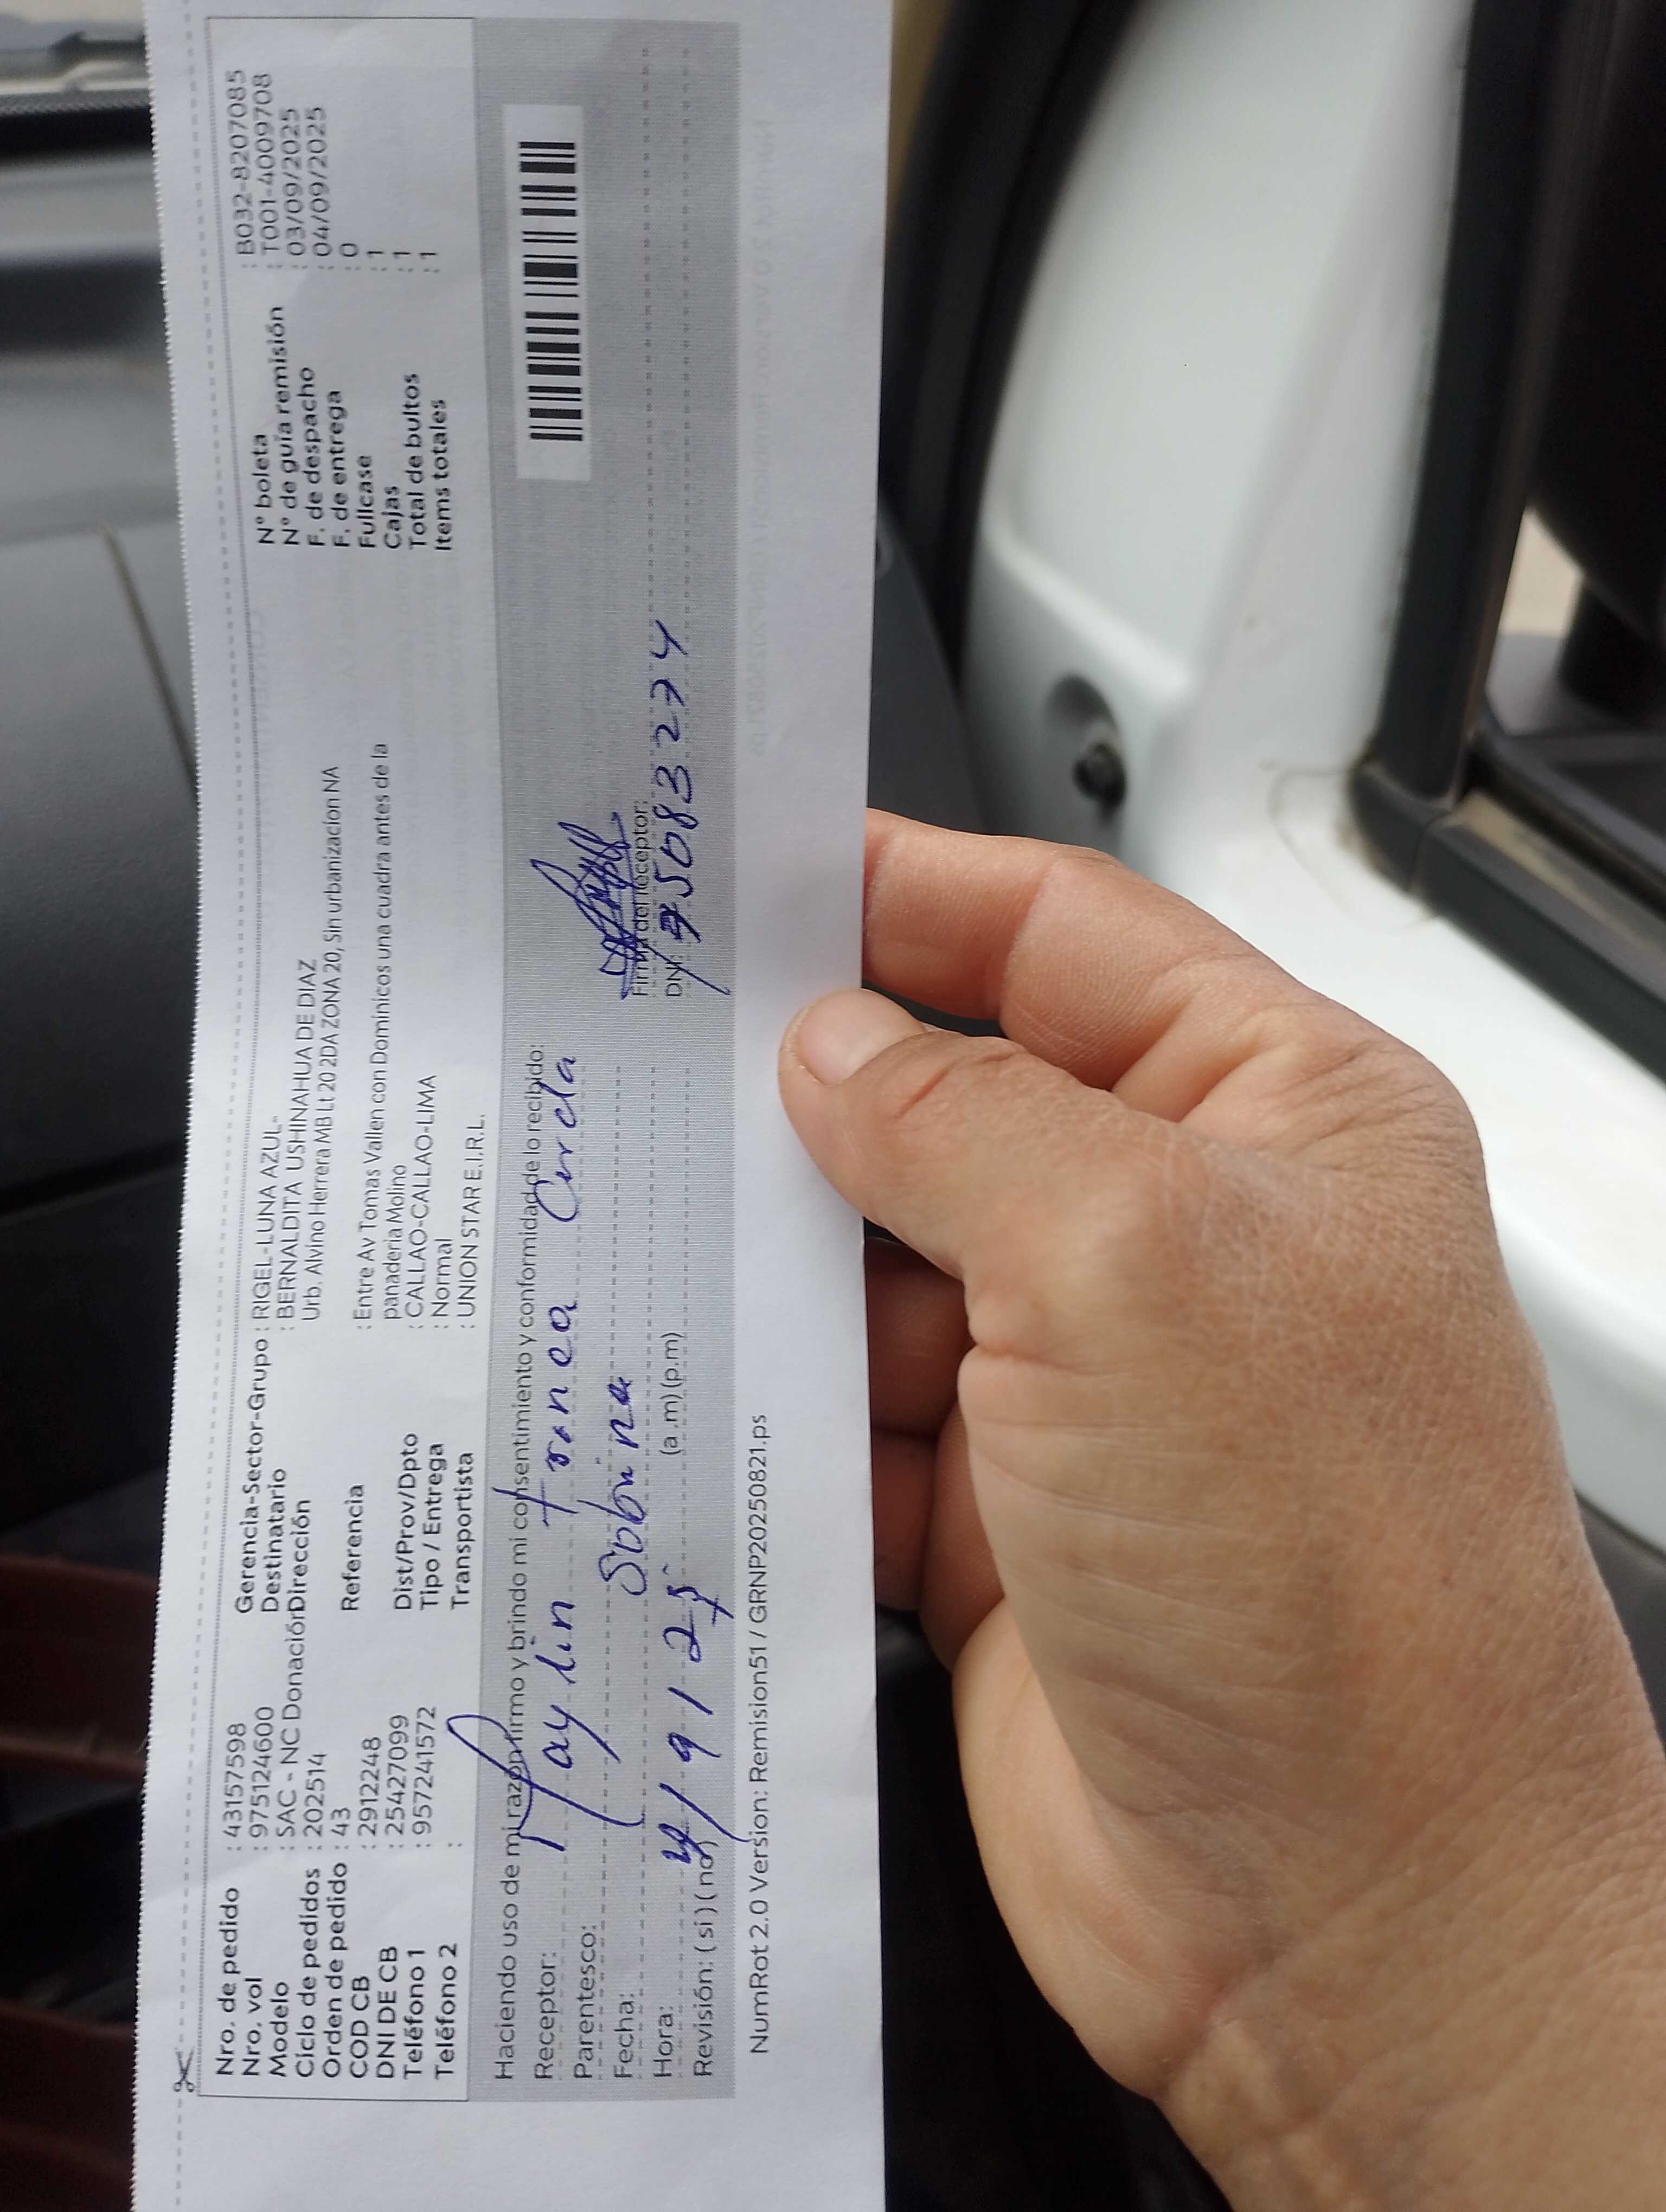 Nro. de pedido : 43157598
Nro. vol : 975124600
Modelo : SAC - NC Donación
Ciclo de pedidos : 202514
Orden de pedido : 43
COD CB : 2912248
DNI DE CB : 25427099
Teléfono 1 : 957241572
Teléfono 2 :
Gerencia-Sector-Grupo : RIGEL-LUNA AZUL-
Destinatario : BERNALDITA USHINAHUA DE DIAZ
Dirección Urb. Alvino Herrera MB Lt 20 2DA ZONA 20, Sin urbanizacion NA
Referencia : Entre Av Tomas Vallen con Dominicos una cuadra antes de la
panaderia Molino
Dist/Prov/Dpto : CALLAO-CALLAO-LIMA
Tipo / Entrega : Normal
Transportista : UNION STAR E.I.R.L.
N° boleta : B032-8207085
N° de guía remisión : T001-4009708
F. de despacho : 03/09/2025
F. de entrega : 04/09/2025
Fullcase : 0
Cajas : 1
Total de bultos : 1
Items totales : 1
Haciendo uso de mi razón firmo y brindo mi consentimiento y conformidad de lo recibido:
Receptor: Maylin
Parentesco: Sobrina
Fecha: 4/9/25
Hora: (a.m) (p.m)
Revisión: (si) (no)
Firma del receptor:
DNI: 75083274
NumRot 2.0 Version: Remision51 / GRNP20250821.ps